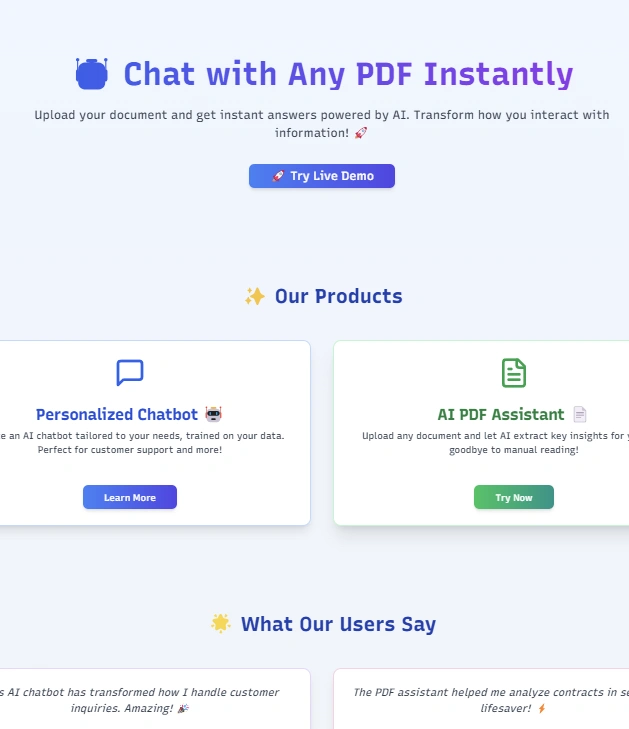 Chat with Any PDF Instantly
Upload your document and get instant answers powered by AI. Transform how you interact with
information! 🚀
🚀 Try Live Demo
✨ Our Products
Personalized Chatbot 🤖
e an AI chatbot tailored to your needs, trained on your data.
Perfect for customer support and more!
Learn More
AI PDF Assistant 📄
Upload any document and let AI extract key insights for
goodbye to manual reading!
Try Now
🌟 What Our Users Say
s AI chatbot has transformed how I handle customer
inquiries. Amazing! 🎉
The PDF assistant helped me analyze contracts in se
lifesaver! ⚡